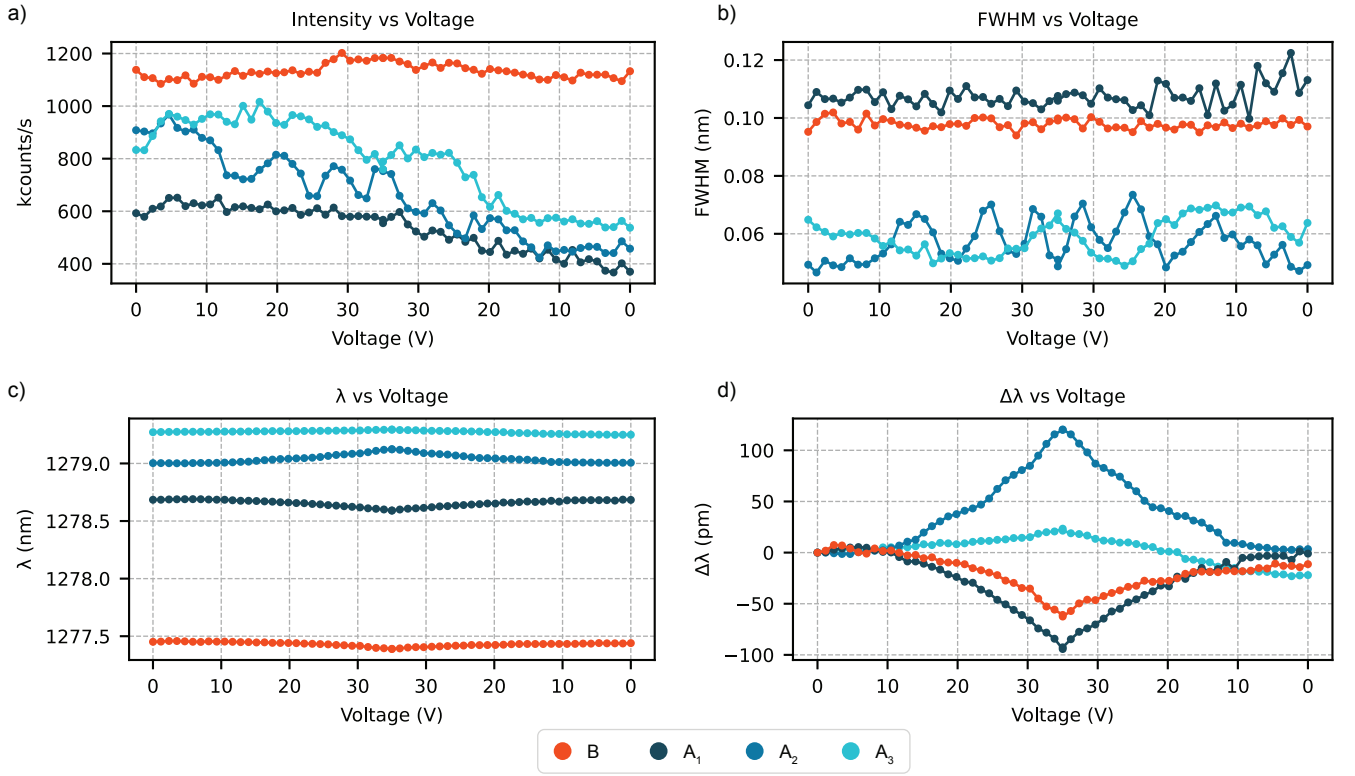 a)
Intensity vs Voltage
kcounts/s
1200
1000
800
600
400
0 10 20 30 30 20 10 0
Voltage (V)
b)
FWHM vs Voltage
FWHM (nm)
0.12
0.10
0.08
0.06
0 10 20 30 30 20 10 0
Voltage (V)
c)
λ vs Voltage
λ (nm)
1279.0
1278.5
1278.0
1277.5
0 10 20 30 30 20 10 0
Voltage (V)
d)
Δλ vs Voltage
Δλ (pm)
100
50
0
−50
−100
0 10 20 30 30 20 10 0
Voltage (V)
B A₁ A₂ A₃